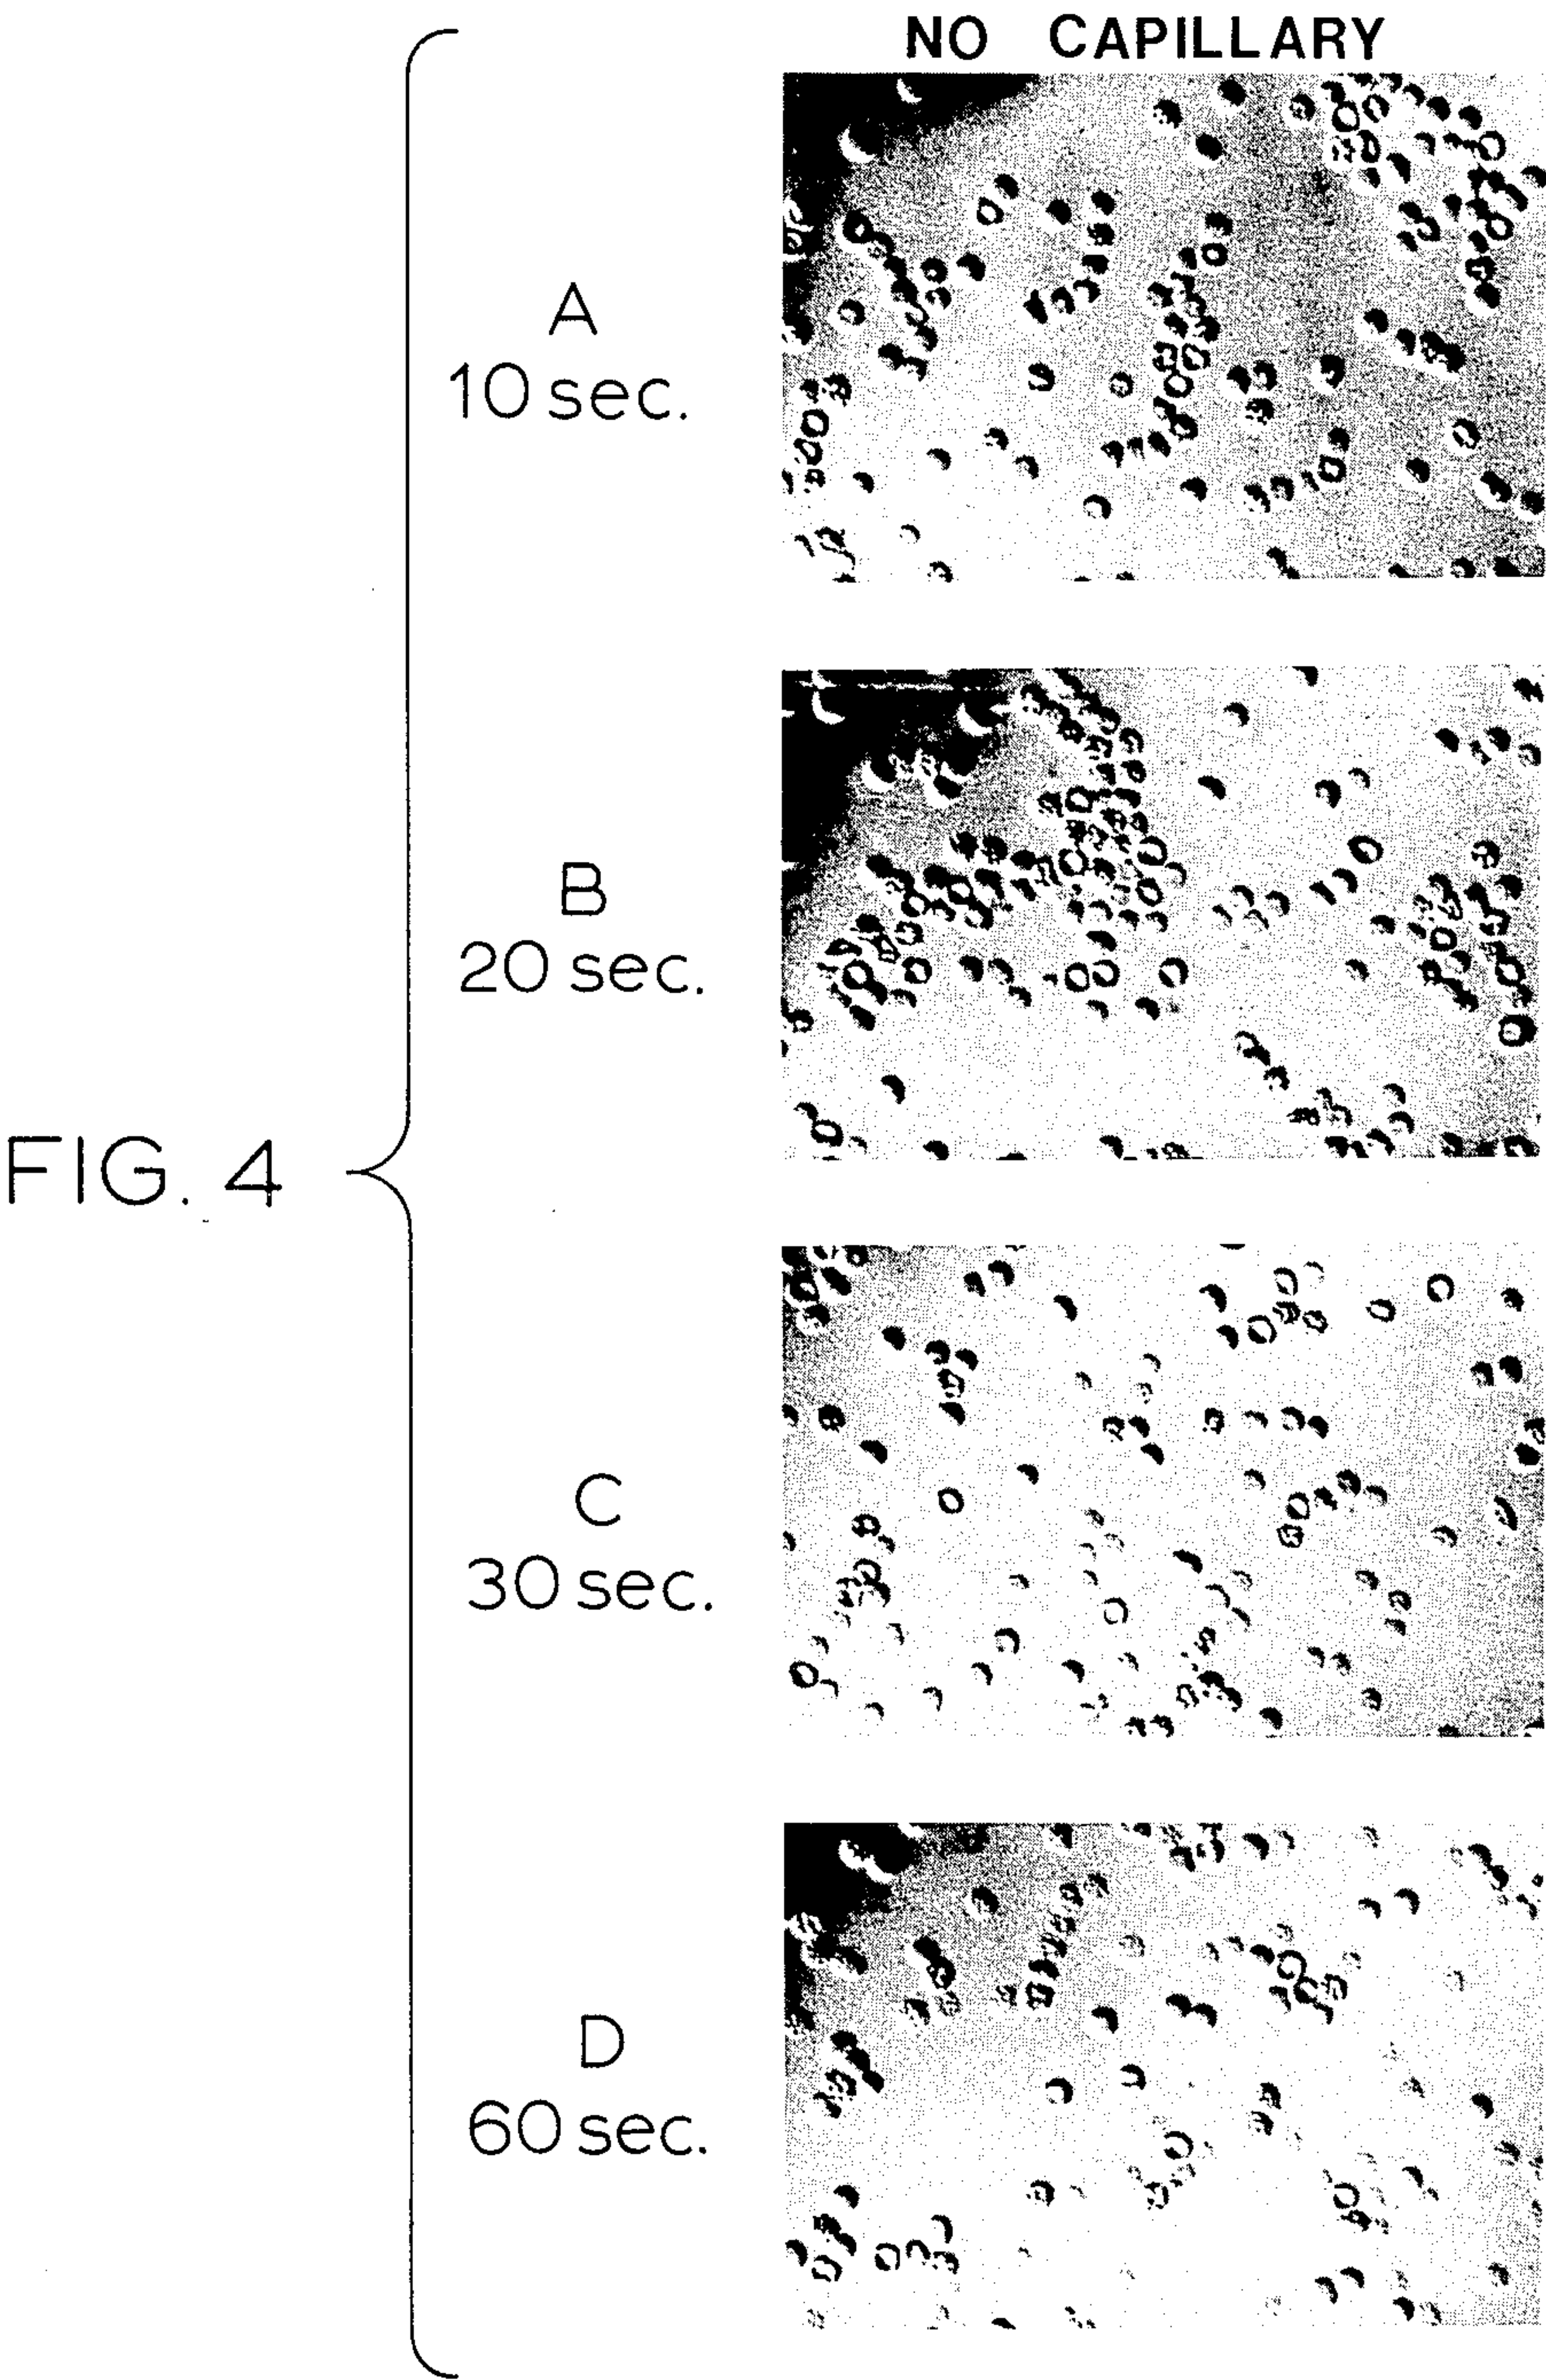 NO CAPILLARY
A
10 sec.
B
20 sec.
FIG. 4
C
30 sec.
D
60 sec.